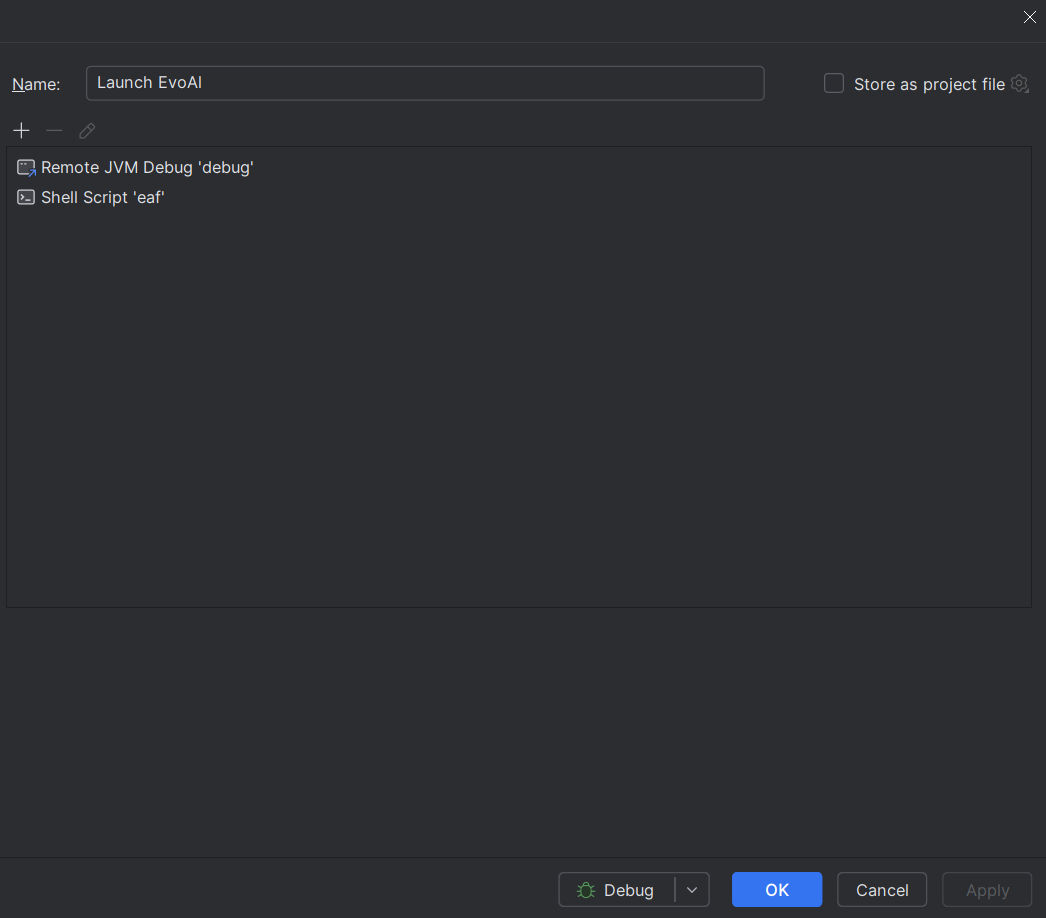 Name:
Launch EvoAI
Store as project file
Remote JVM Debug 'debug'
Shell Script 'eaf'
Debug
OK
Cancel
Apply